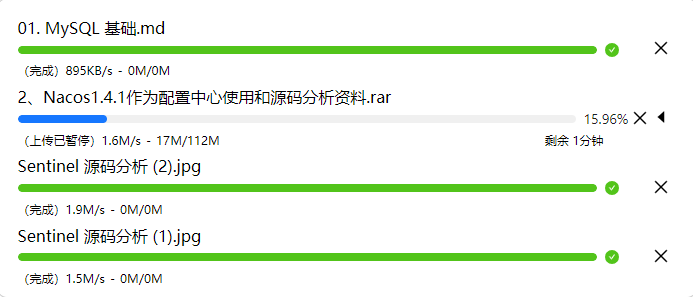 01. MySQL 基础.md
（完成）895KB/s - 0M/0M
2、Nacos1.4.1作为配置中心使用和源码分析资料.rar
15.96%
（上传已暂停）1.6M/s - 17M/112M 剩余 1分钟
Sentinel 源码分析 (2).jpg
（完成）1.9M/s - 0M/0M
Sentinel 源码分析 (1).jpg
（完成）1.5M/s - 0M/0M